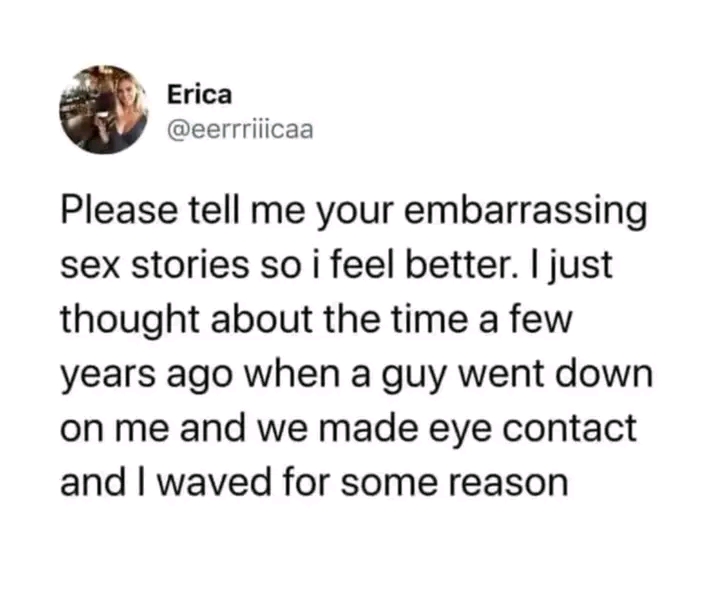 Erica
@eerrriiicaa
Please tell me your embarrassing
sex stories so i feel better. I just
thought about the time a few
years ago when a guy went down
on me and we made eye contact
and I waved for some reason